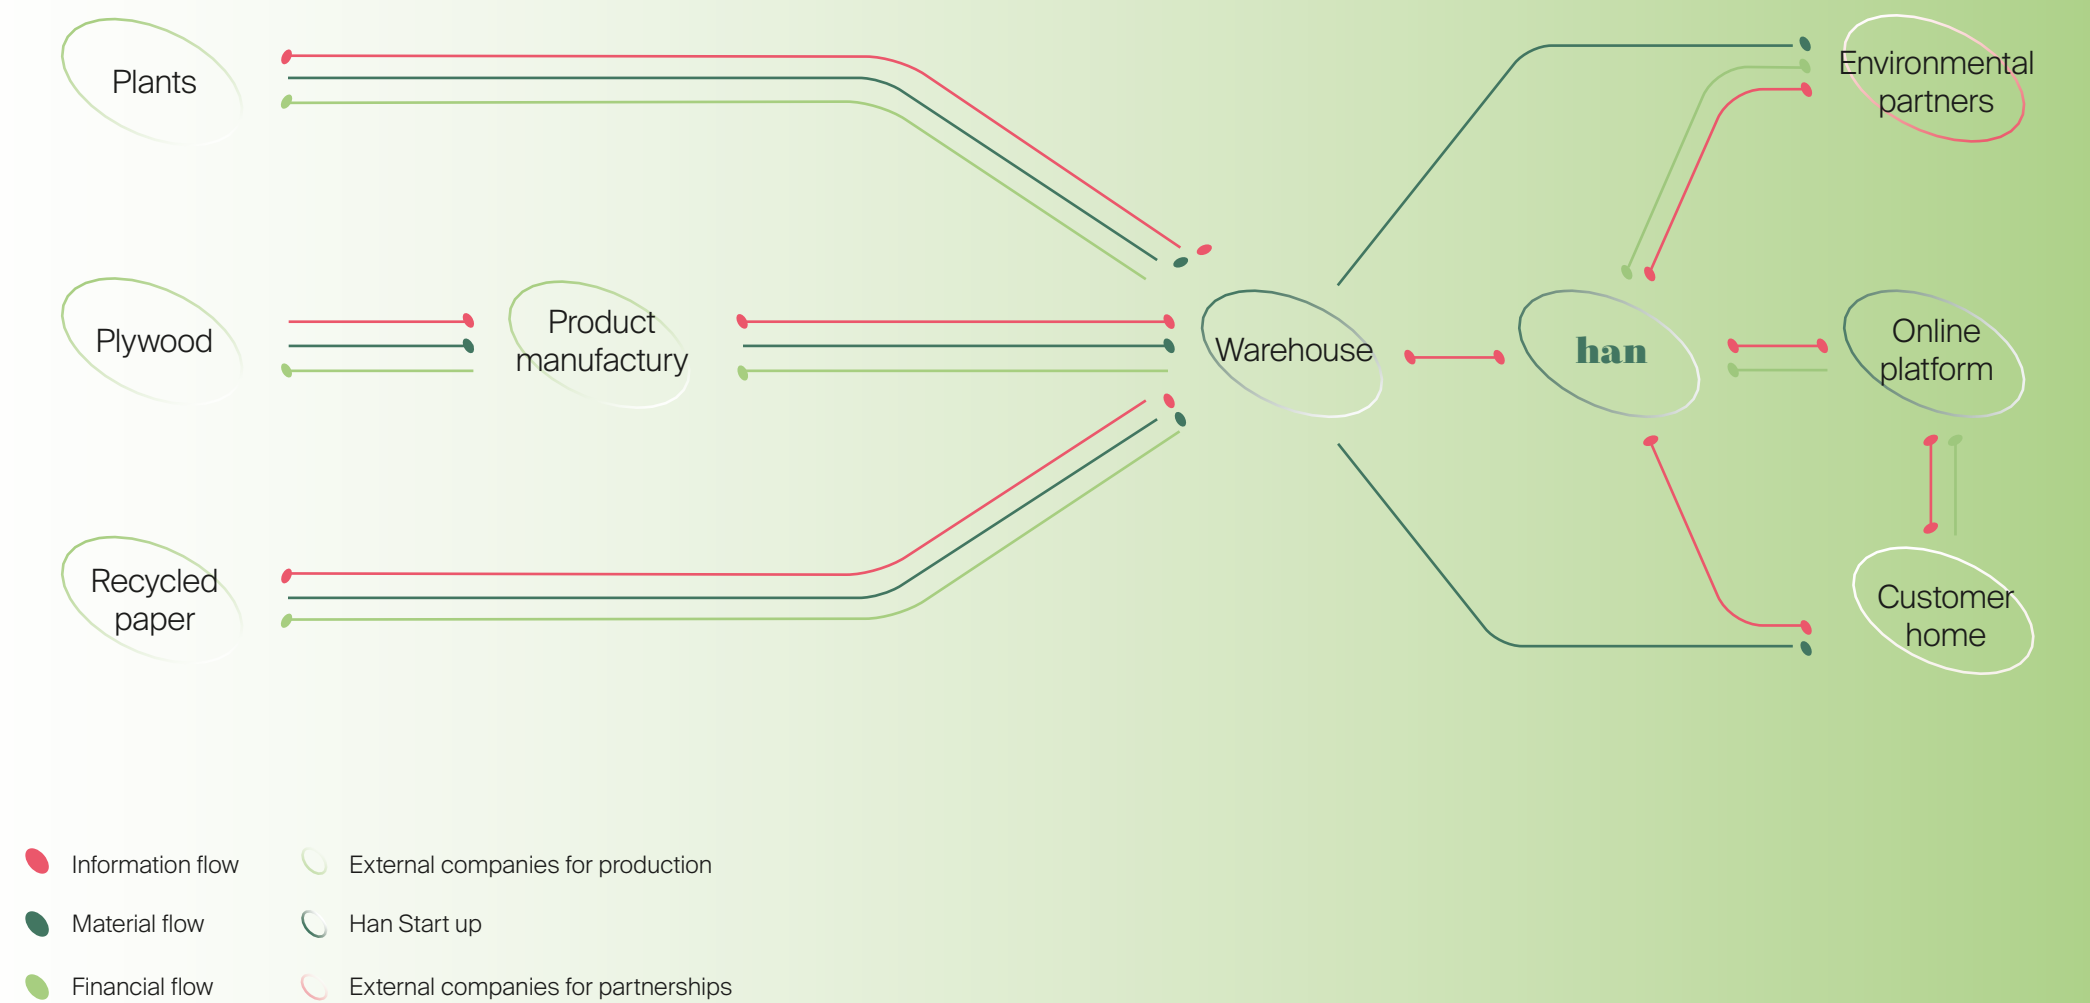 Plants
Environmental
partners
Plywood
Product
manufactury
Warehouse
han
Online
platform
Recycled
paper
Customer
home
Information flow
External companies for production
Material flow
Han Start up
Financial flow
External companies for partnerships